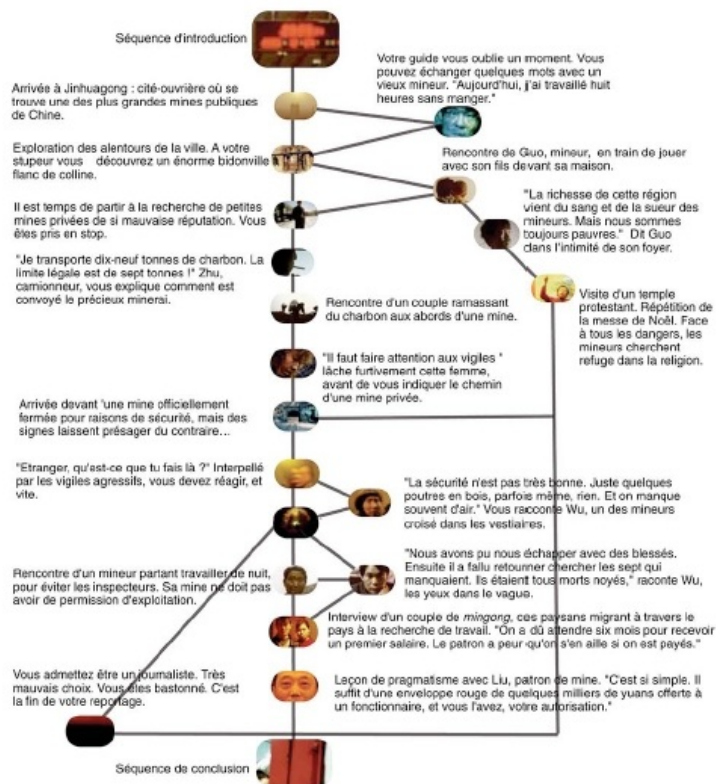 Séquence d'introduction
Votre guide vous oublie un moment. Vous
pouvez échanger quelques mots avec un
vieux mineur. "Aujourd'hui, j'ai travaillé huit
heures sans manger."
Arrivée à Jinhuagong : cité-ouvrière où se
trouve une des plus grandes mines publiques
de Chine.
Exploration des alentours de la ville. A votre
stupeur vous découvrez un énorme bidonville
flanc de colline.
Rencontre de Guo, mineur, en train de jouer
avec son fils devant sa maison.
Il est temps de partir à la recherche de petites
mines privées de si mauvaise réputation. Vous
êtes pris en stop.
"La richesse de cette région
vient du sang et de la sueur des
mineurs. Mais nous sommes
toujours pauvres." Dit Guo
dans l'intimité de son foyer.
"Je transporte dix-neuf tonnes de charbon. La
limite légale est de sept tonnes !" Zhu,
camionneur, vous explique comment est
convoyé le précieux minerai.
Visite d'un temple
protestant. Répétition de
la messe de Noël. Face
à tous les dangers, les
mineurs cherchent
refuge dans la religion.
Rencontre d'un couple ramassant
du charbon aux abords d'une mine.
"Il faut faire attention aux vigiles "
lâche furtivement cette femme,
avant de vous indiquer le chemin
d'une mine privée.
Arrivée devant 'une mine officiellement
fermée pour raisons de sécurité, mais des
signes laissent présager du contraire...
"Etranger, qu'est-ce que tu fais là ?" Interpellé
par les vigiles agressifs, vous devez réagir, et
vite.
"La sécurité n'est pas très bonne. Juste quelques
poutres en bois, parfois même, rien. Et on manque
souvent d'air." Vous raconte Wu, un des mineurs
croisé dans les vestiaires.
Rencontre d'un mineur partant travailler de nuit,
pour éviter les inspecteurs. Sa mine ne doit pas
avoir de permission d'exploitation.
"Nous avons pu nous échapper avec des blessés.
Ensuite il a fallu retourner chercher les sept qui
manquaient. Ils étaient tous morts noyés," raconte Wu,
les yeux dans le vague.
Interview d'un couple de mingong, ces paysans migrant à travers le
pays à la recherche de travail. "On a dû attendre six mois pour recevoir
un premier salaire. Le patron a peur qu'on s'en aille si on est payés."
Vous admettez être un journaliste. Très
mauvais choix. Vous êtes bastonné. C'est
la fin de votre reportage.
Leçon de pragmatisme avec Liu, patron de mine. "C'est si simple. Il
suffit d'une enveloppe rouge de quelques milliers de yuans offerte à
un fonctionnaire, et vous l'avez, votre autorisation."
Séquence de conclusion